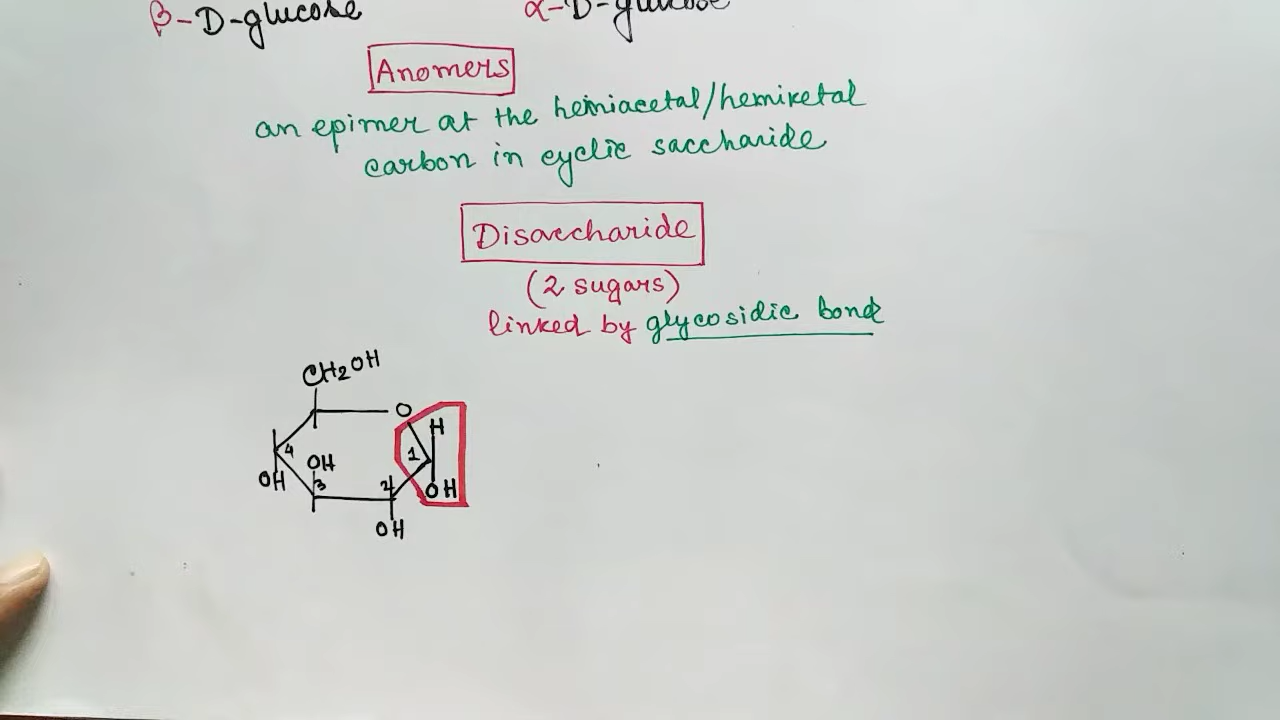 β-D-glucose α-D-glucose
Anomers
an epimer at the hemiacetal/hemiketal
carbon in cyclic saccharide
Disaccharide
(2 sugars)
linked by glycosidic bond
CH2OH
O
H
4 1
OH OH 3 2 OH
OH